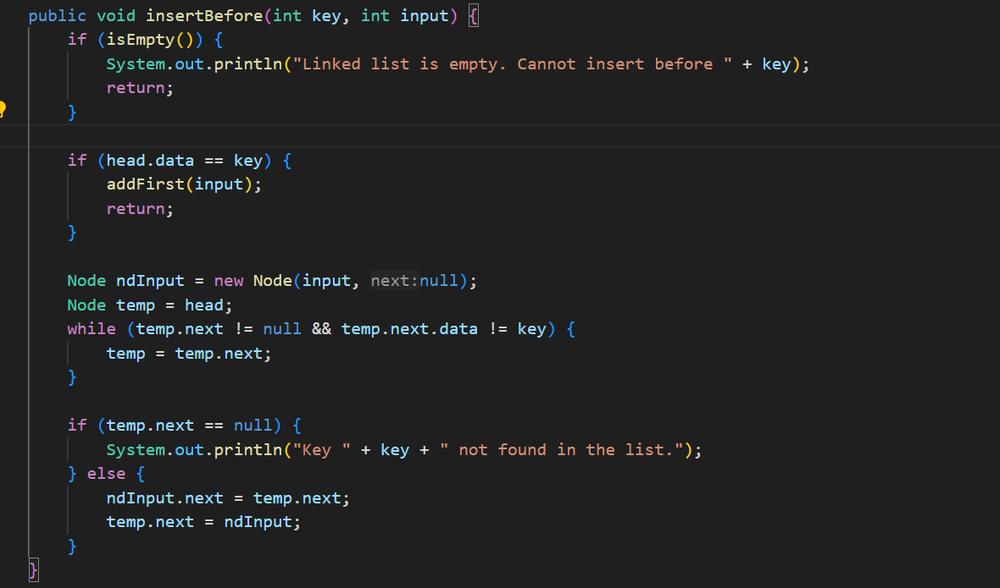 public void insertBefore(int key, int input) {
    if (isEmpty()) {
        System.out.println("Linked list is empty. Cannot insert before " + key);
        return;
    }

    if (head.data == key) {
        addFirst(input);
        return;
    }

    Node ndInput = new Node(input, next:null);
    Node temp = head;
    while (temp.next != null && temp.next.data != key) {
        temp = temp.next;
    }

    if (temp.next == null) {
        System.out.println("Key " + key + " not found in the list.");
    } else {
        ndInput.next = temp.next;
        temp.next = ndInput;
    }
}